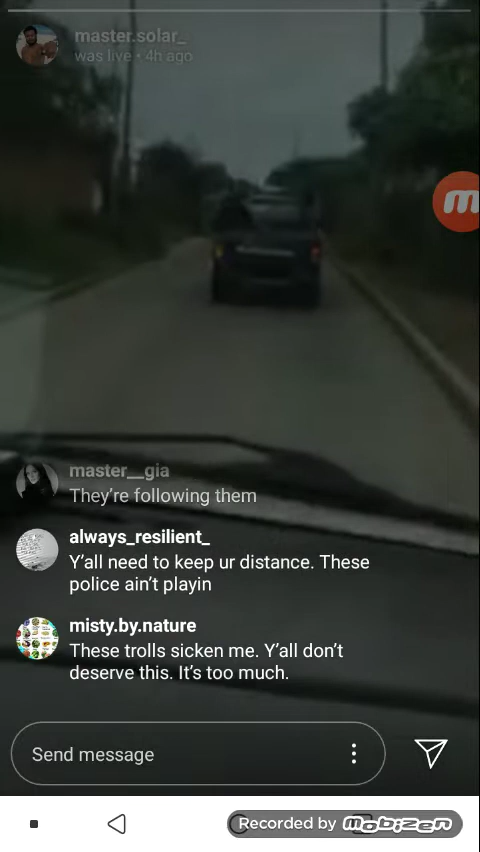 master.solar_
was live • 4h ago
master__gia
They're following them
always_resilient_
Y'all need to keep ur distance. These
police ain't playin
misty.by.nature
These trolls sicken me. Y'all don't
deserve this. It's too much.
Send message
Recorded by Mobizen